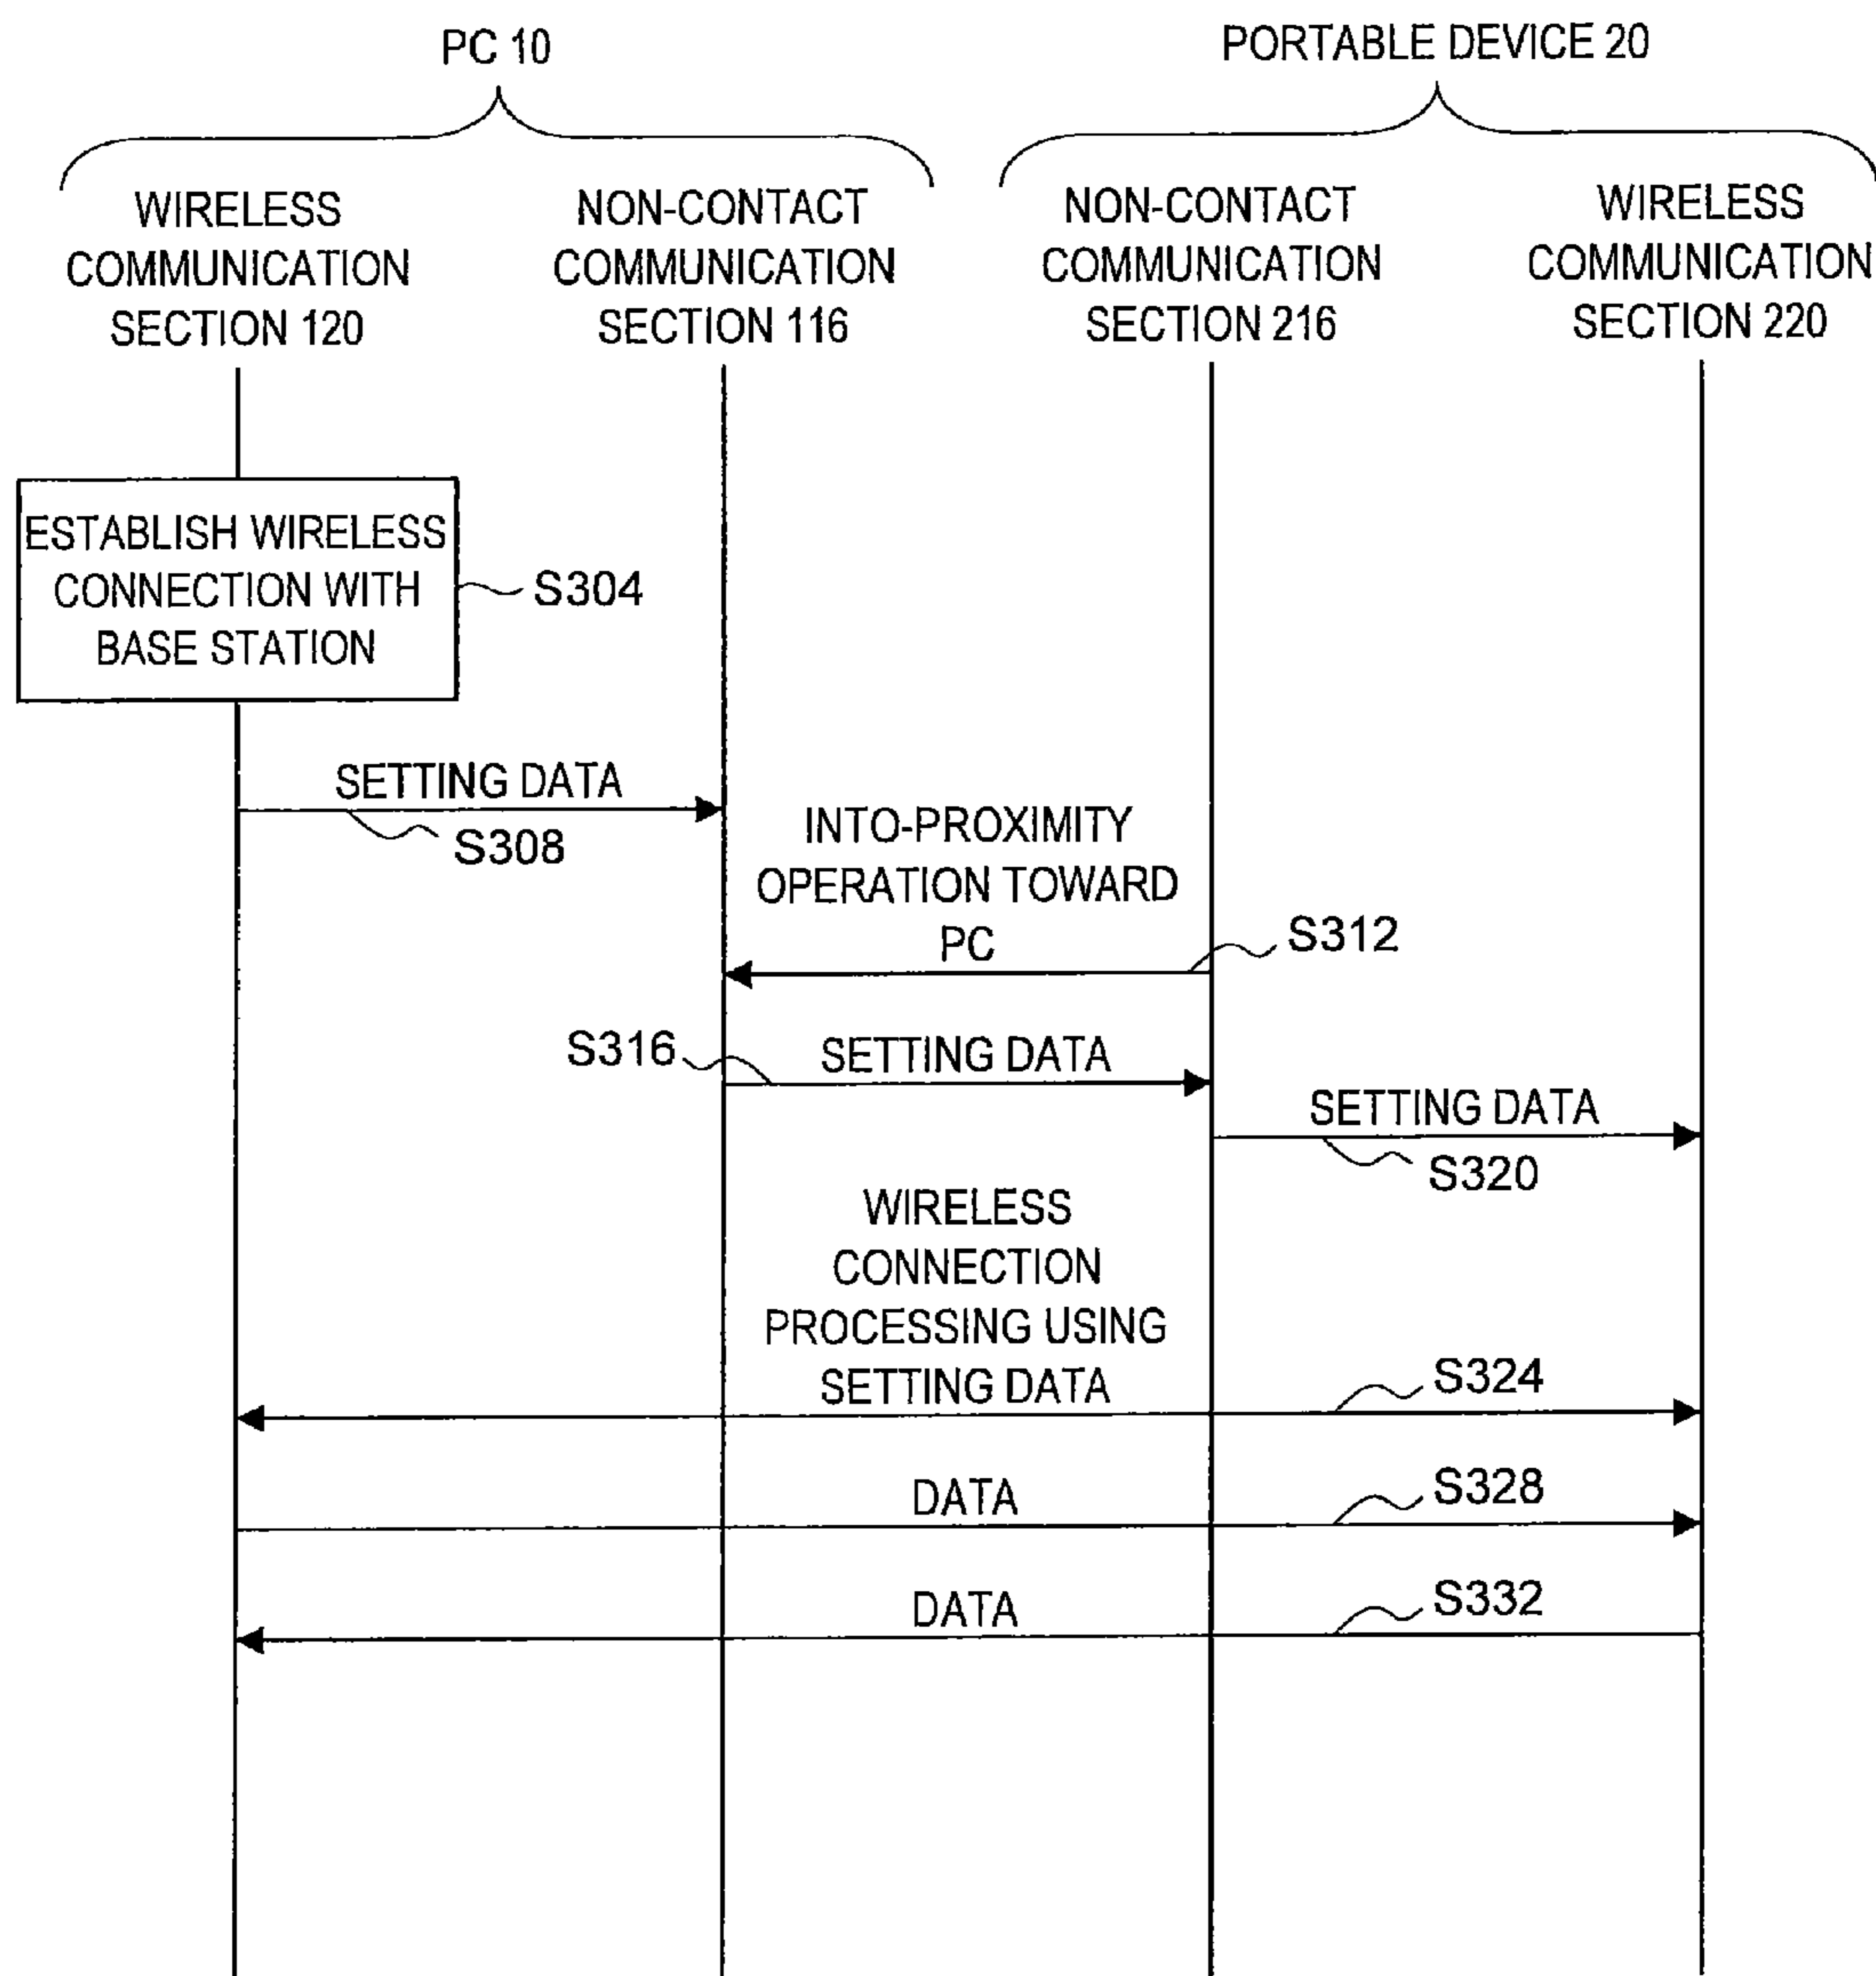 PC 10
PORTABLE DEVICE 20
WIRELESS
COMMUNICATION
SECTION 120
NON-CONTACT
COMMUNICATION
SECTION 116
NON-CONTACT
COMMUNICATION
SECTION 216
WIRELESS
COMMUNICATION
SECTION 220
ESTABLISH WIRELESS
CONNECTION WITH
BASE STATION
S304
SETTING DATA
S308
INTO-PROXIMITY
OPERATION TOWARD
PC
S312
S316
SETTING DATA
SETTING DATA
S320
WIRELESS
CONNECTION
PROCESSING USING
SETTING DATA
S324
DATA
S328
DATA
S332